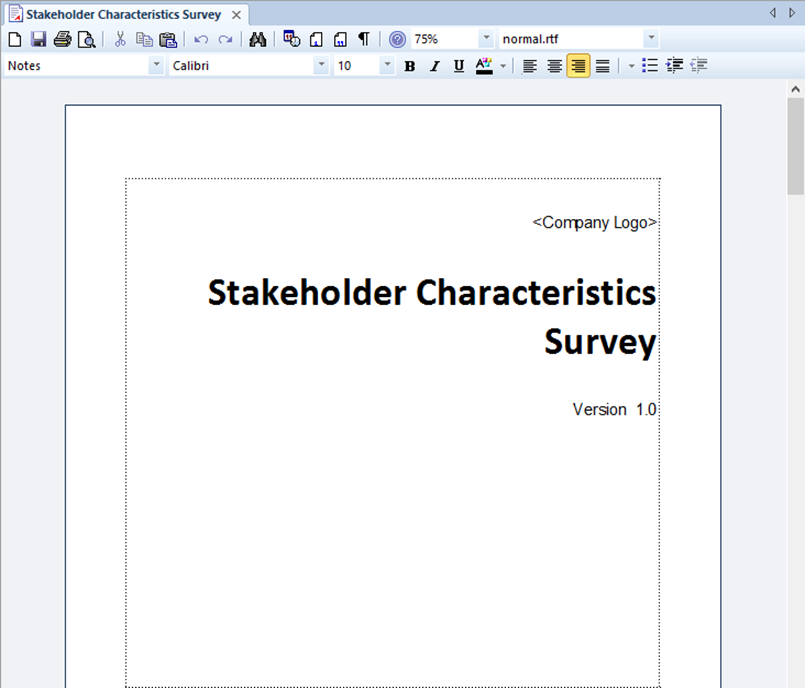 Stakeholder Characteristics Survey
75%
normal.rtf
Notes
Calibri
10
B I U
<Company Logo>
Stakeholder Characteristics
Survey
Version 1.0